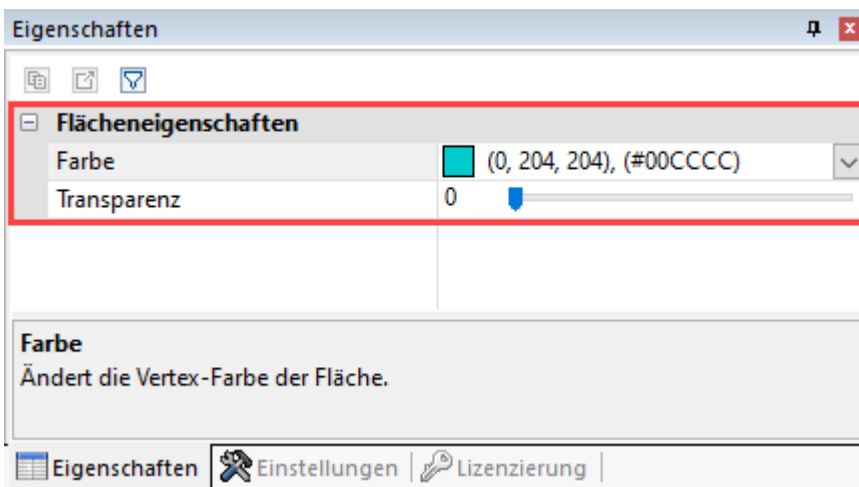 Eigenschaften
Flächeneigenschaften
Farbe (0, 204, 204), (#00CCCC)
Transparenz 0
Farbe
Ändert die Vertex-Farbe der Fläche.
Eigenschaften Einstellungen Lizenzierung